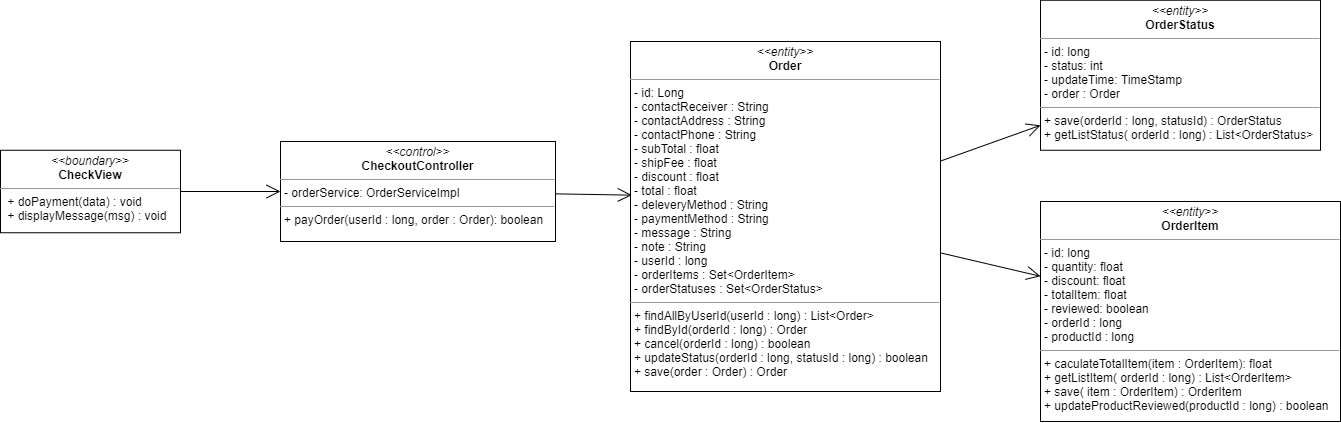 <<boundary>>
CheckView
+ doPayment(data) : void
+ displayMessage(msg) : void
<<control>>
CheckoutController
- orderService: OrderServiceImpl
+ payOrder(userId : long, order : Order): boolean
<<entity>>
Order
- id: Long
- contactReceiver : String
- contactAddress : String
- contactPhone : String
- subTotal : float
- shipFee : float
- discount : float
- total : float
- deleveryMethod : String
- paymentMethod : String
- message : String
- note : String
- userId : long
- orderItems : Set<OrderItem>
- orderStatuses : Set<OrderStatus>
+ findAllByUserId(userId : long) : List<Order>
+ findById(orderId : long) : Order
+ cancel(orderId : long) : boolean
+ updateStatus(orderId : long, statusId : long) : boolean
+ save(order : Order) : Order
<<entity>>
OrderStatus
- id: long
- status: int
- updateTime: TimeStamp
- order : Order
+ save(orderId : long, statusId) : OrderStatus
+ getListStatus( orderId : long) : List<OrderStatus>
<<entity>>
OrderItem
- id: long
- quantity: float
- discount: float
- totalItem: float
- reviewed: boolean
- orderId : long
- productId : long
+ caculateTotalItem(item : OrderItem): float
+ getListItem( orderId : long) : List<OrderItem>
+ save( item : OrderItem) : OrderItem
+ updateProductReviewed(productId : long) : boolean